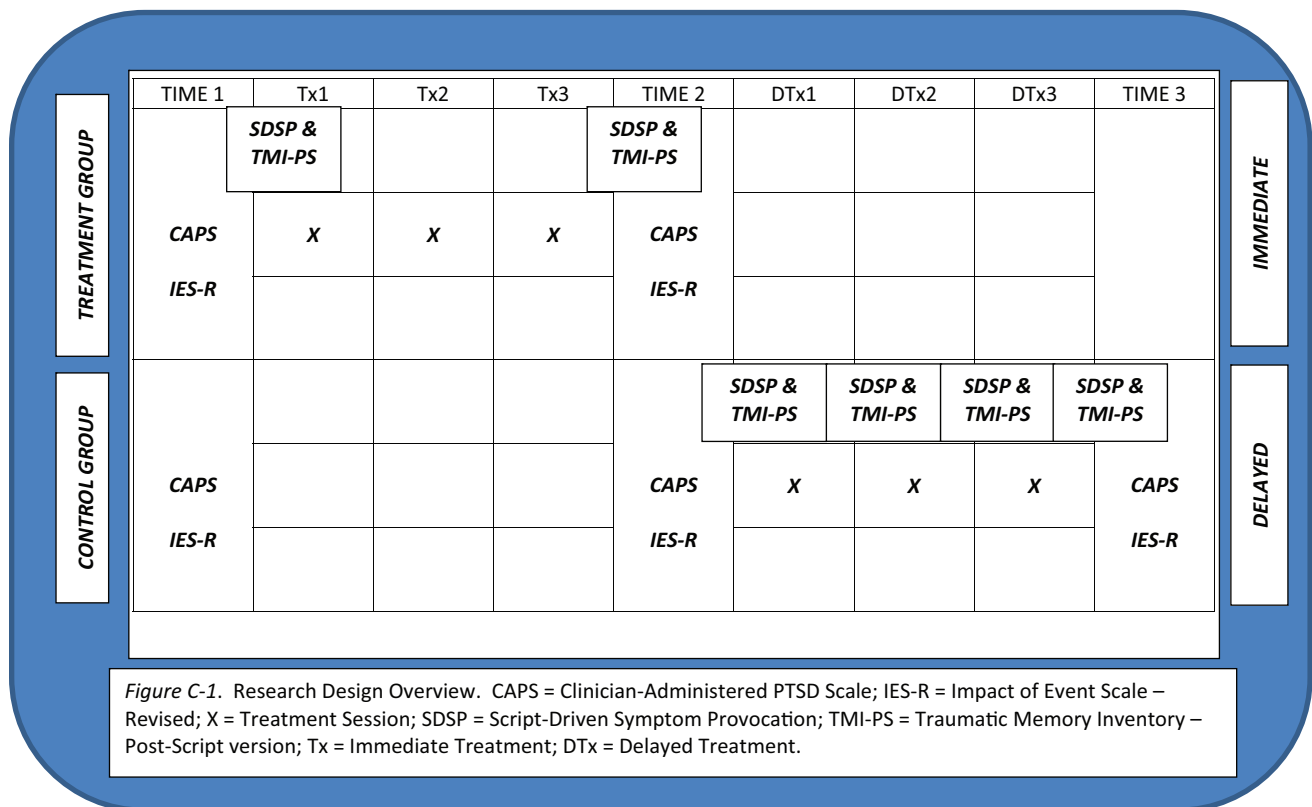 TIME 1 Tx1 Tx2 Tx3 TIME 2 DTx1 DTx2 DTx3 TIME 3
TREATMENT GROUP
SDSP &
TMI-PS
SDSP &
TMI-PS
CAPS X X X CAPS
IES-R IES-R
IMMEDIATE
CONTROL GROUP
SDSP &
TMI-PS
SDSP &
TMI-PS
SDSP &
TMI-PS
SDSP &
TMI-PS
CAPS CAPS X X X CAPS
IES-R IES-R IES-R
DELAYED
Figure C-1. Research Design Overview. CAPS = Clinician-Administered PTSD Scale; IES-R = Impact of Event Scale –
Revised; X = Treatment Session; SDSP = Script-Driven Symptom Provocation; TMI-PS = Traumatic Memory Inventory –
Post-Script version; Tx = Immediate Treatment; DTx = Delayed Treatment.